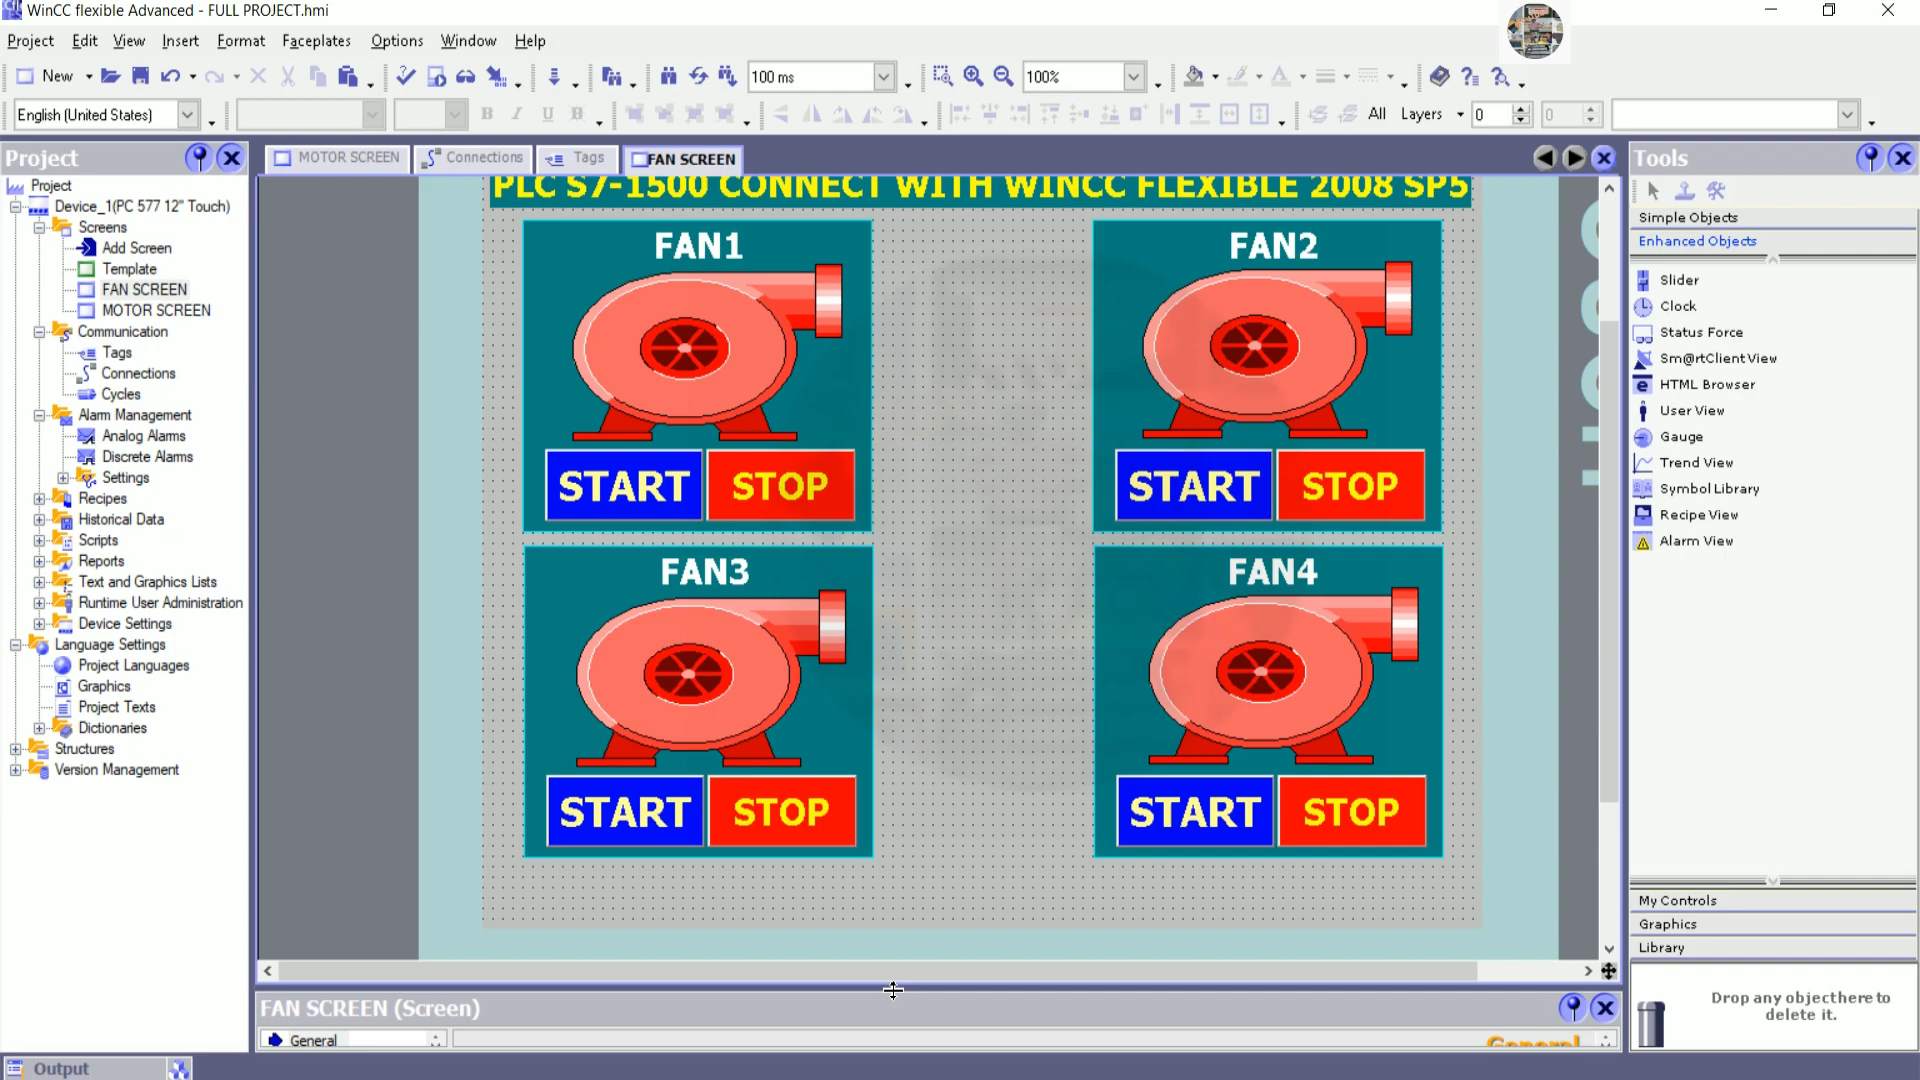 WinCC flexible Advanced - FULL PROJECT.hmi
Project Edit View Insert Format Faceplates Options Window Help
New 100 ms 100%
English (United States) B I U B All Layers 0 0
Project
MOTOR SCREEN Connections Tags FAN SCREEN
Tools
Project
Device_1(PC 577 12" Touch)
Screens
Add Screen
Template
FAN SCREEN
MOTOR SCREEN
Communication
Tags
Connections
Cycles
Alarm Management
Analog Alarms
Discrete Alarms
Settings
Recipes
Historical Data
Scripts
Reports
Text and Graphics Lists
Runtime User Administration
Device Settings
Language Settings
Project Languages
Graphics
Project Texts
Dictionaries
Structures
Version Management
PLC S7-1500 CONNECT WITH WINCC FLEXIBLE 2008 SP5
FAN1
START STOP
FAN2
START STOP
FAN3
START STOP
FAN4
START STOP
Simple Objects
Enhanced Objects
Slider
Clock
Status Force
Sm@rtClient View
HTML Browser
User View
Gauge
Trend View
Symbol Library
Recipe View
Alarm View
My Controls
Graphics
Library
Drop any object here to
delete it.
FAN SCREEN (Screen)
General
General
Output